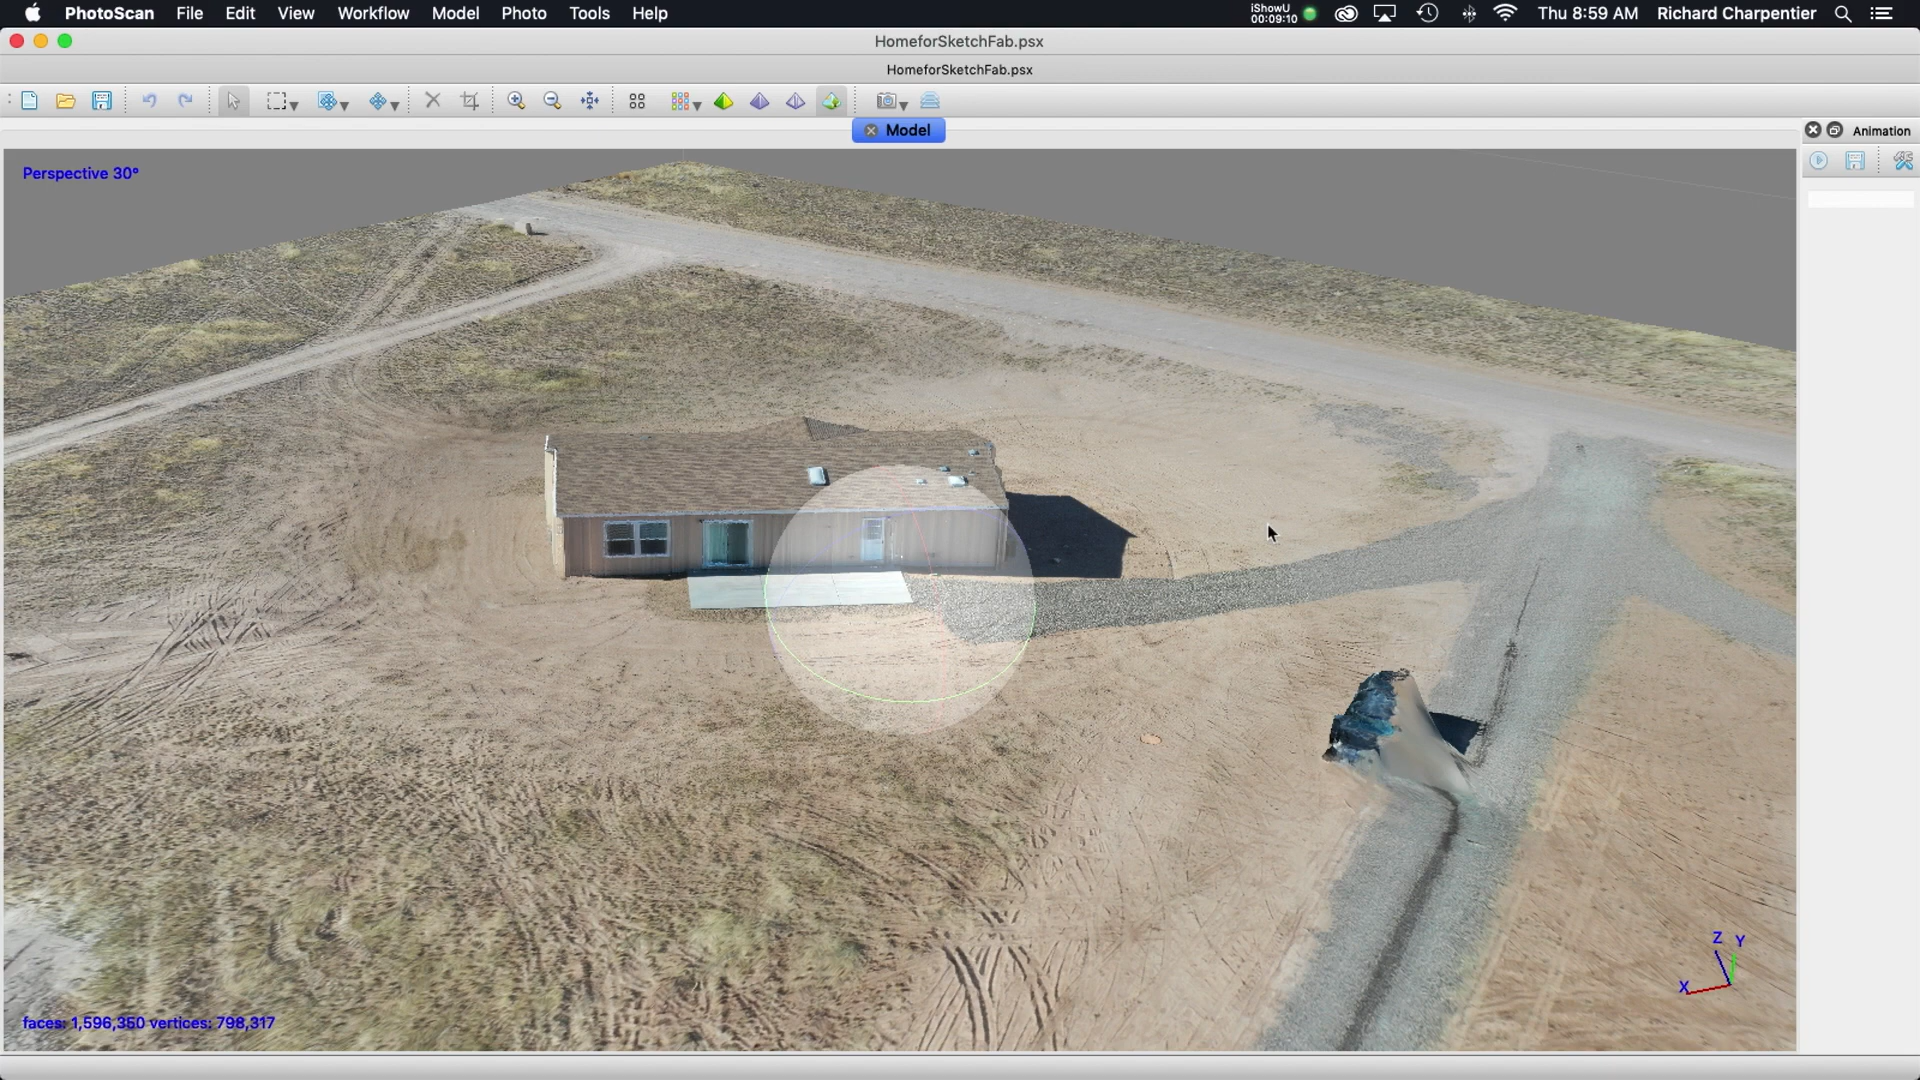 PhotoScan File Edit View Workflow Model Photo Tools Help iShowU 00:09:10 Thu 8:59 AM Richard Charpentier
HomeforSketchFab.psx
HomeforSketchFab.psx
Model
Animation
Perspective 30°
Z Y
X
faces: 1,596,350 vertices: 798,317